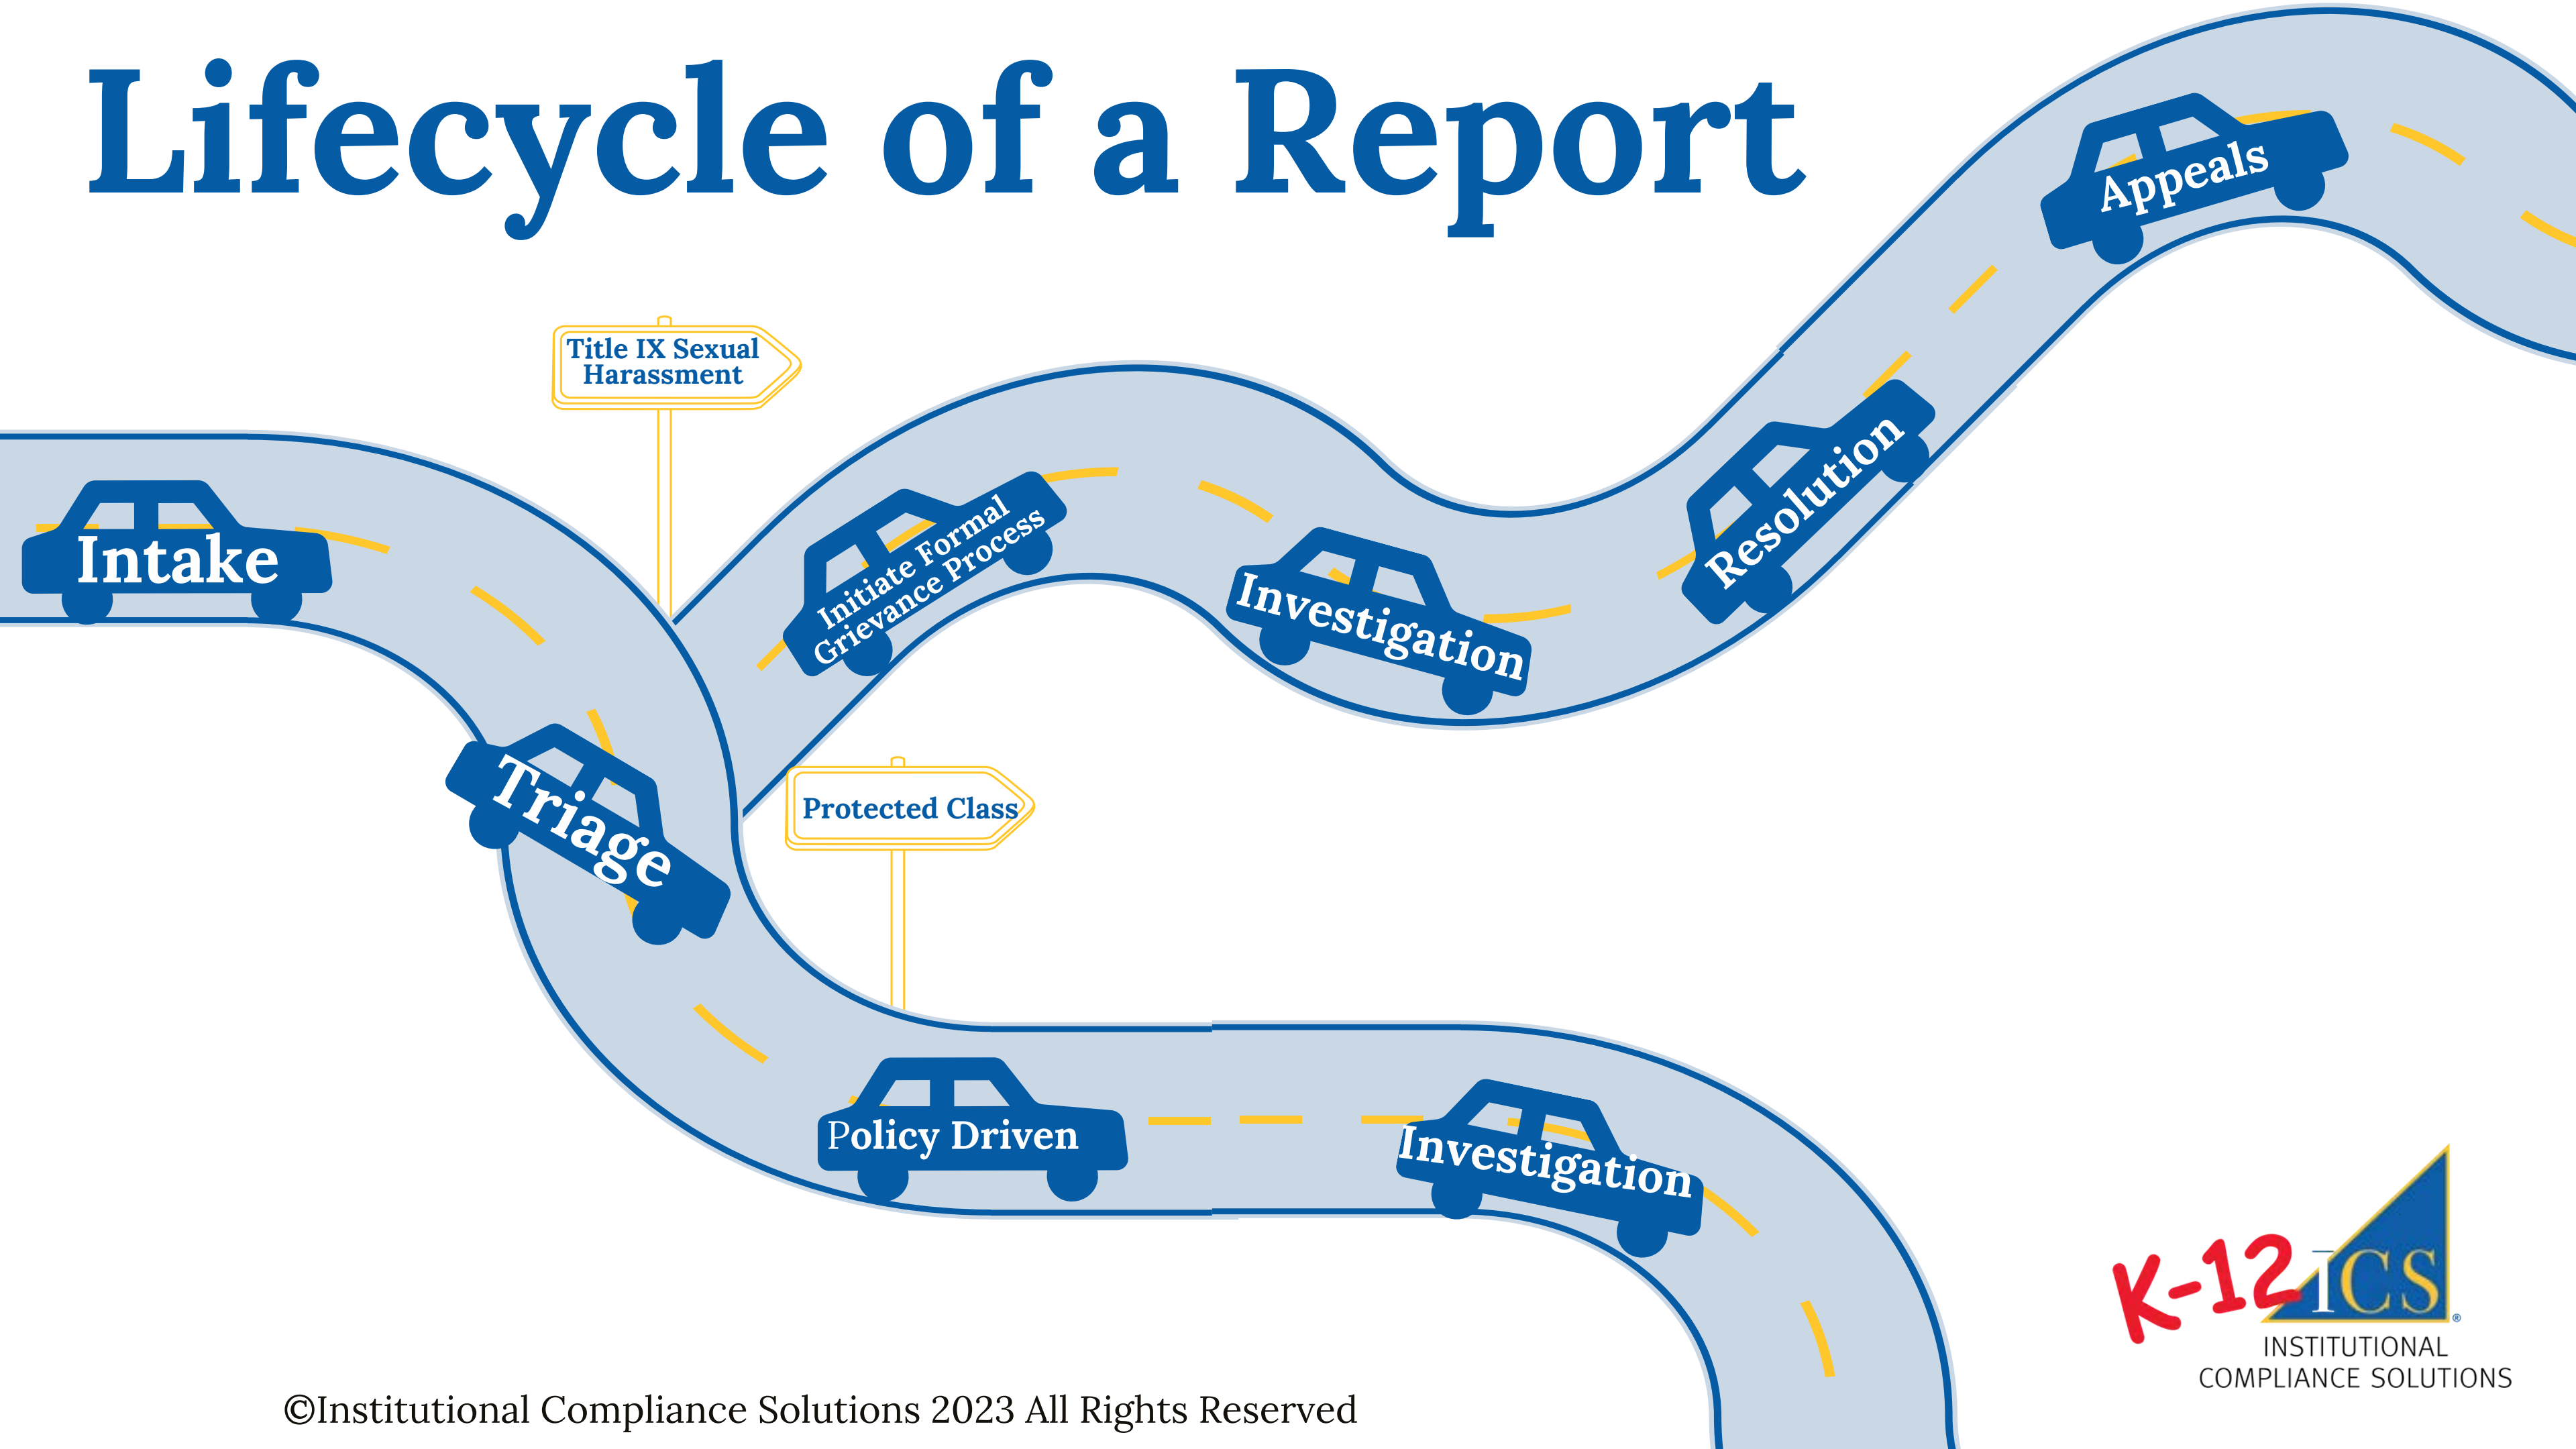 Lifecycle of a Report
Title IX Sexual
Harassment
Intake
Triage
Initiate Formal
Grievance Process
Investigation
Resolution
Appeals
Protected Class
Policy Driven
Investigation
K-12
ICS
®
INSTITUTIONAL
COMPLIANCE SOLUTIONS
©Institutional Compliance Solutions 2023 All Rights Reserved